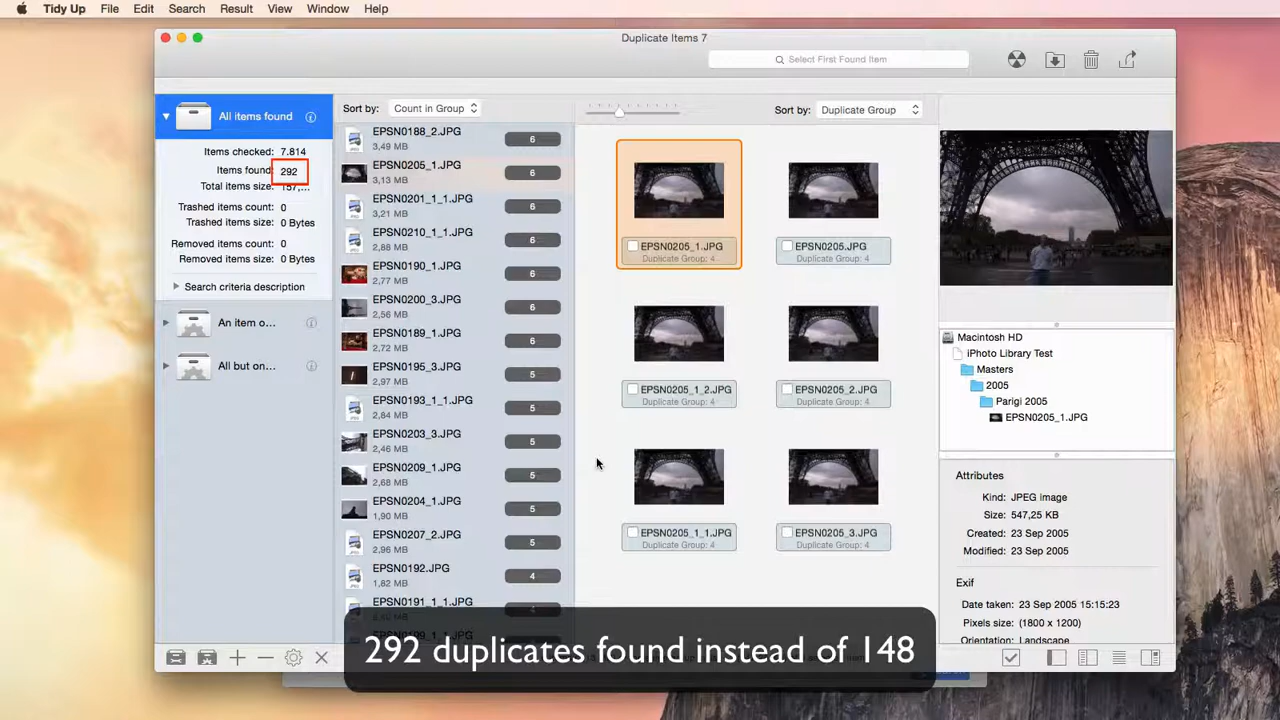 Tidy Up File Edit Search Result View Window Help
Duplicate Items 7
Select First Found Item
All items found
Items checked: 7.814
Items found: 292
Total items size: 157,...
Trashed items count: 0
Trashed items size: 0 Bytes
Removed items count: 0
Removed items size: 0 Bytes
Search criteria description
An item o...
All but on...
Sort by: Count in Group
EPSN0188_2.JPG
3,49 MB
6
EPSN0205_1.JPG
3,13 MB
6
EPSN0201_1_1.JPG
3,21 MB
6
EPSN0210_1_1.JPG
2,88 MB
6
EPSN0190_1.JPG
2,77 MB
6
EPSN0200_3.JPG
2,56 MB
6
EPSN0189_1.JPG
2,72 MB
6
EPSN0195_3.JPG
2,97 MB
5
EPSN0193_1_1.JPG
2,84 MB
5
EPSN0203_3.JPG
2,46 MB
5
EPSN0209_1.JPG
2,68 MB
5
EPSN0204_1.JPG
1,90 MB
5
EPSN0207_2.JPG
2,96 MB
5
EPSN0192.JPG
1,82 MB
4
EPSN0191_1_1.JPG
Sort by: Duplicate Group
EPSN0205_1.JPG
Duplicate Group: 4
EPSN0205.JPG
Duplicate Group: 4
EPSN0205_1_2.JPG
Duplicate Group: 4
EPSN0205_2.JPG
Duplicate Group: 4
EPSN0205_1_1.JPG
Duplicate Group: 4
EPSN0205_3.JPG
Duplicate Group: 4
Macintosh HD
iPhoto Library Test
Masters
2005
Parigi 2005
EPSN0205_1.JPG
Attributes
Kind: JPEG image
Size: 547,25 KB
Created: 23 Sep 2005
Modified: 23 Sep 2005
Exif
Date taken: 23 Sep 2005 15:15:23
Pixels size: (1800 x 1200)
Orientation: Landscape
292 duplicates found instead of 148